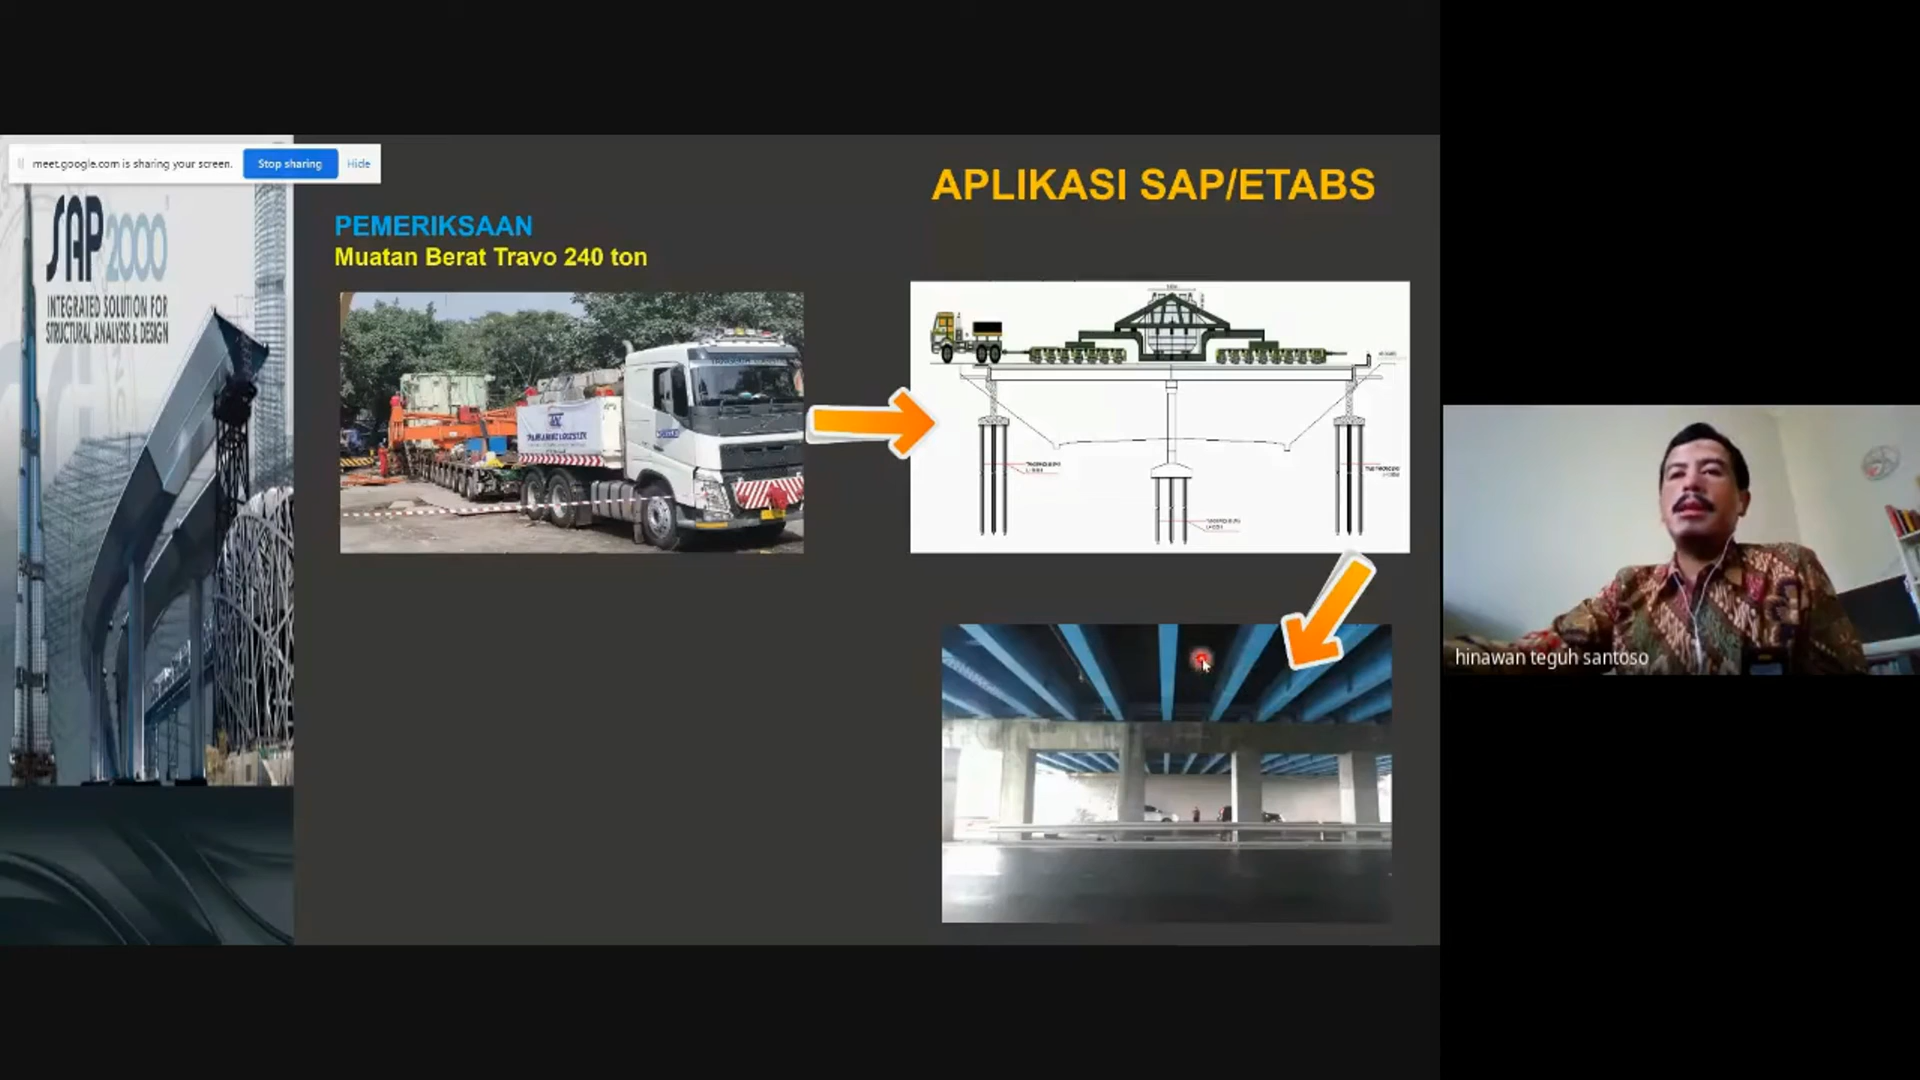 meet.google.com is sharing your screen.
Stop sharing
Hide
SAP2000
INTEGRATED SOLUTION FOR
STRUCTURAL ANALYSIS & DESIGN
APLIKASI SAP/ETABS
PEMERIKSAAN
Muatan Berat Travo 240 ton
hinawan teguh santoso